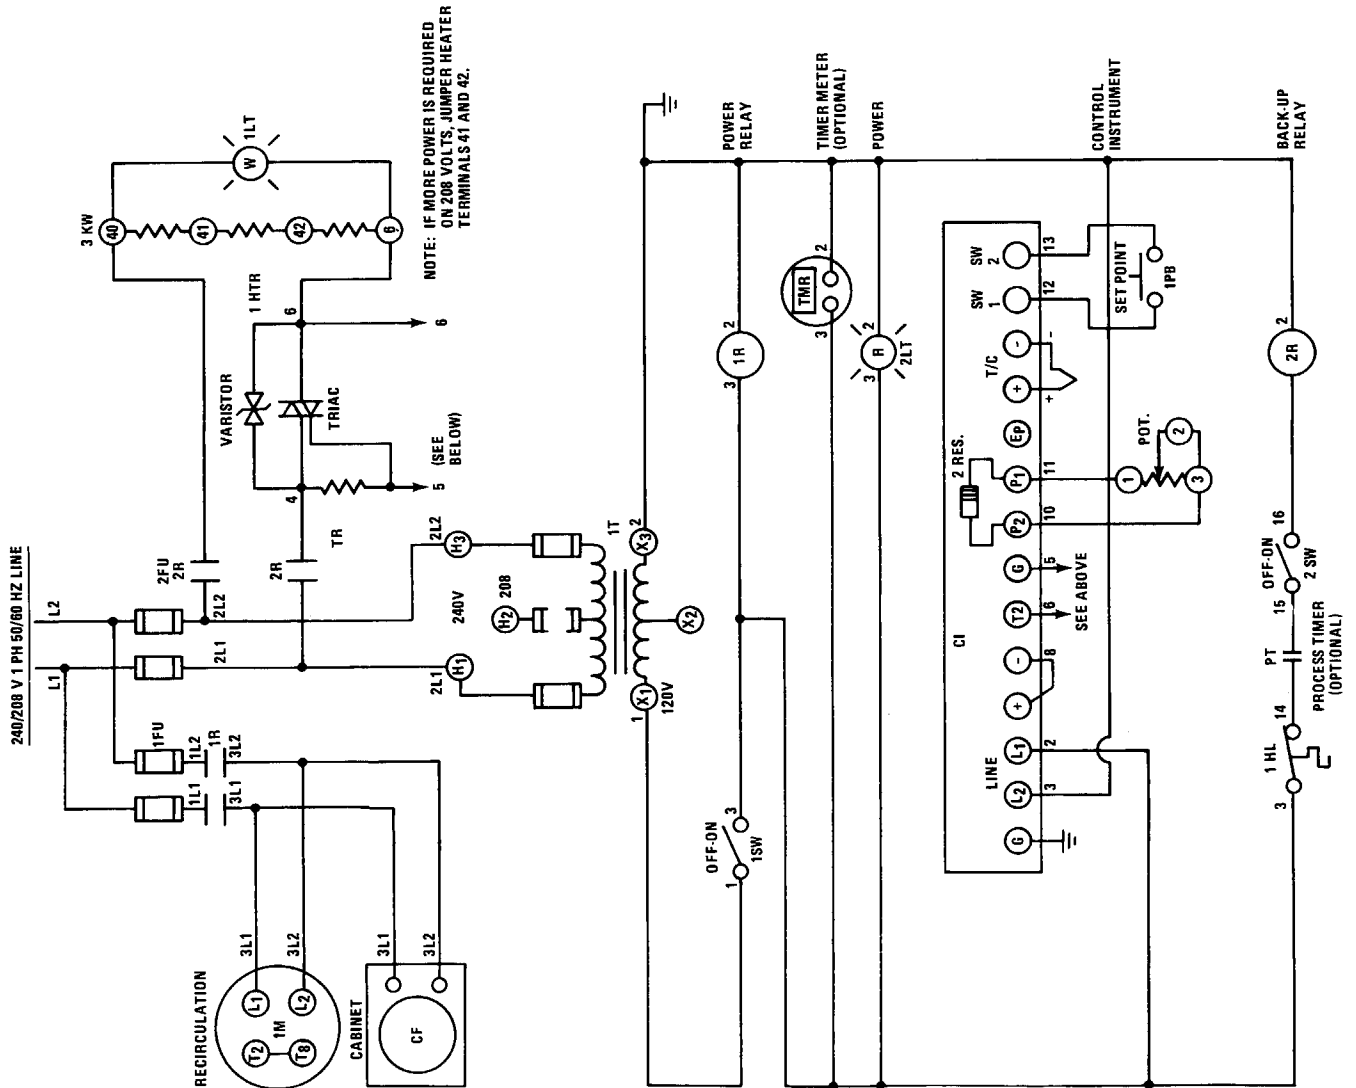 240/208 V 1 PH 50/60 HZ LINE
L1
L2
1FU
1L1
1L2
1R
3L1
3L2
2FU
2R
2L1
2L2
2R
TR
4
VARISTOR
TRIAC
5
(SEE
BELOW)
6
6
1 HTR
3 KW
40
41
42
6
W
1LT
NOTE: IF MORE POWER IS REQUIRED
ON 208 VOLTS, JUMPER HEATER
TERMINALS 41 AND 42.
RECIRCULATION
3L1
3L2
L1
L2
1M
T2
T8
CABINET
3L1
3L2
CF
2L1
2L2
H1
240V
H2
208
H3
1T
1
X1
120V
X2
X3
2
OFF-ON
1
3
1SW
3
1R
2
POWER
RELAY
3
TMR
2
TIMER METER
(OPTIONAL)
3
R
2
2LT
POWER
CI
LINE
G
L2
L1
+
-
T2
G
P2
P1
Ep
+
-
T/C
SW
1
SW
2
3
2
8
6
5
SEE ABOVE
10
11
2 RES.
+
-
12
13
1
2
3
POT.
SET POINT
1PB
CONTROL
INSTRUMENT
3
1 HL
14
PT
PROCESS TIMER
(OPTIONAL)
15
OFF-ON
2 SW
16
2R
2
BACK-UP
RELAY